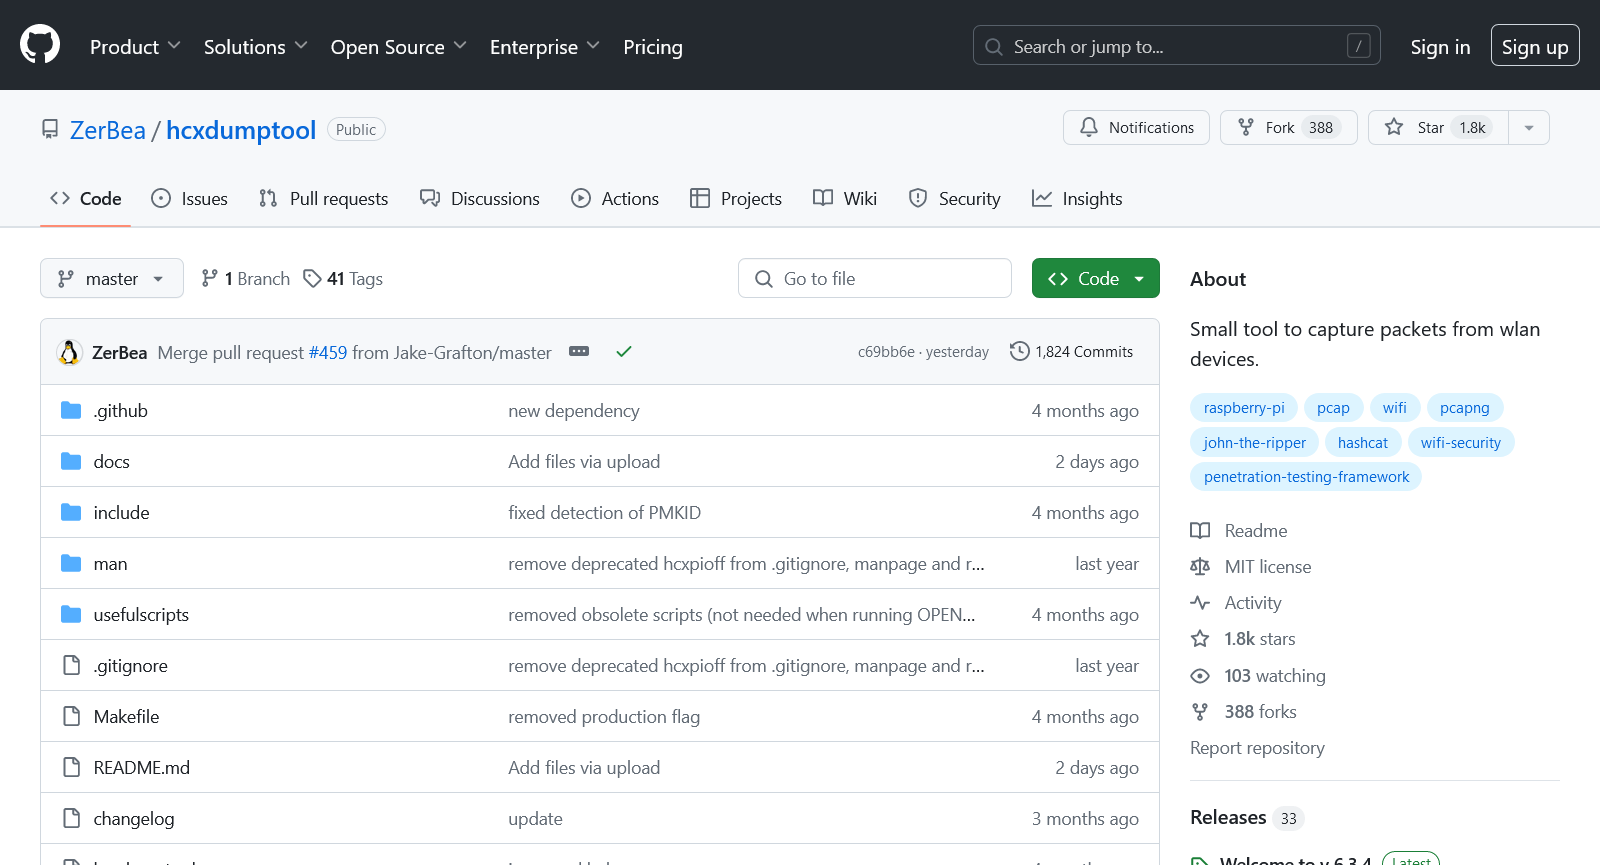 Product Solutions Open Source Enterprise Pricing Search or jump to... / Sign in Sign up
ZerBea / hcxdumptool Public Notifications Fork 388 Star 1.8k
Code Issues Pull requests Discussions Actions Projects Wiki Security Insights
master 1 Branch 41 Tags Go to file Code
ZerBea Merge pull request #459 from Jake-Grafton/master c69bb6e · yesterday 1,824 Commits
.github new dependency 4 months ago
docs Add files via upload 2 days ago
include fixed detection of PMKID 4 months ago
man remove deprecated hcxpioff from .gitignore, manpage and r... last year
usefulscripts removed obsolete scripts (not needed when running OPEN... 4 months ago
.gitignore remove deprecated hcxpioff from .gitignore, manpage and r... last year
Makefile removed production flag 4 months ago
README.md Add files via upload 2 days ago
changelog update 3 months ago
About
Small tool to capture packets from wlan
devices.
raspberry-pi pcap wifi pcapng
john-the-ripper hashcat wifi-security
penetration-testing-framework
Readme
MIT license
Activity
1.8k stars
103 watching
388 forks
Report repository
Releases 33
Welcome to v 6.3.4 Latest